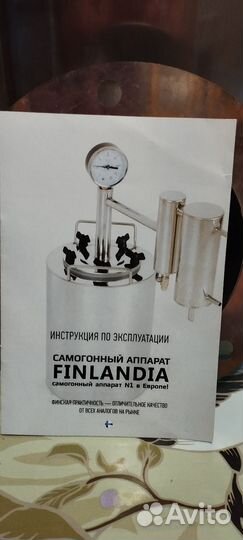 ИНСТРУКЦИЯ ПО ЭКСПЛУАТАЦИИ
САМОГОННЫЙ АППАРАТ
FINLANDIA
самогонный аппарат N1 в Европе!
ФИНСКАЯ ПРАКТИЧНОСТЬ — ОТЛИЧИТЕЛЬНОЕ КАЧЕСТВО
ОТ ВСЕХ АНАЛОГОВ НА РЫНКЕ
Avito